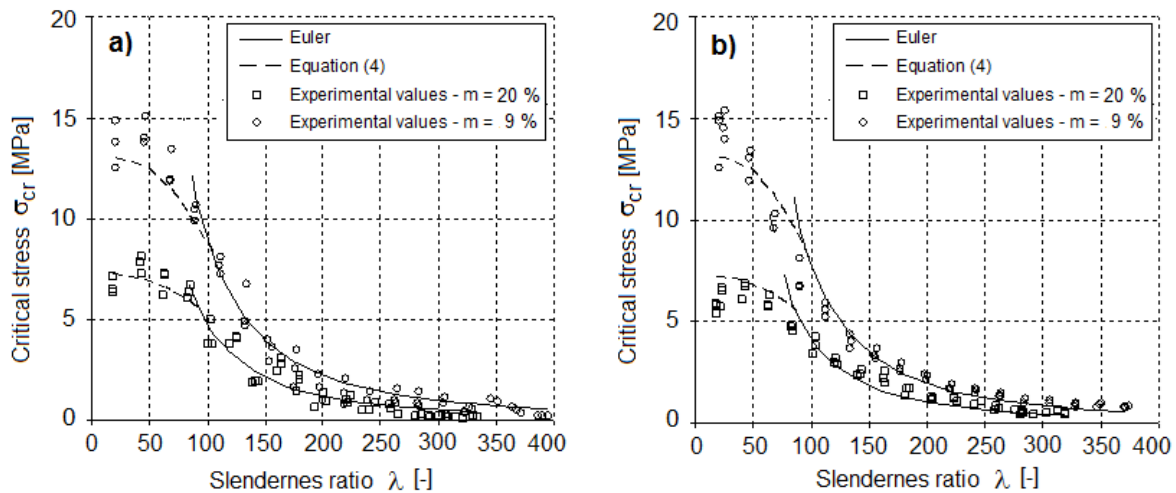 a)
Euler
Equation (4)
Experimental values - m = 20 %
Experimental values - m = 9 %
20
15
10
5
0
Critical stress σcr [MPa]
0 50 100 150 200 250 300 350 400
Slendernes ratio λ [-]
b)
Euler
Equation (4)
Experimental values - m = 20 %
Experimental values - m = 9 %
20
15
10
5
0
Critical stress σcr [MPa]
0 50 100 150 200 250 300 350 400
Slendernes ratio λ [-]